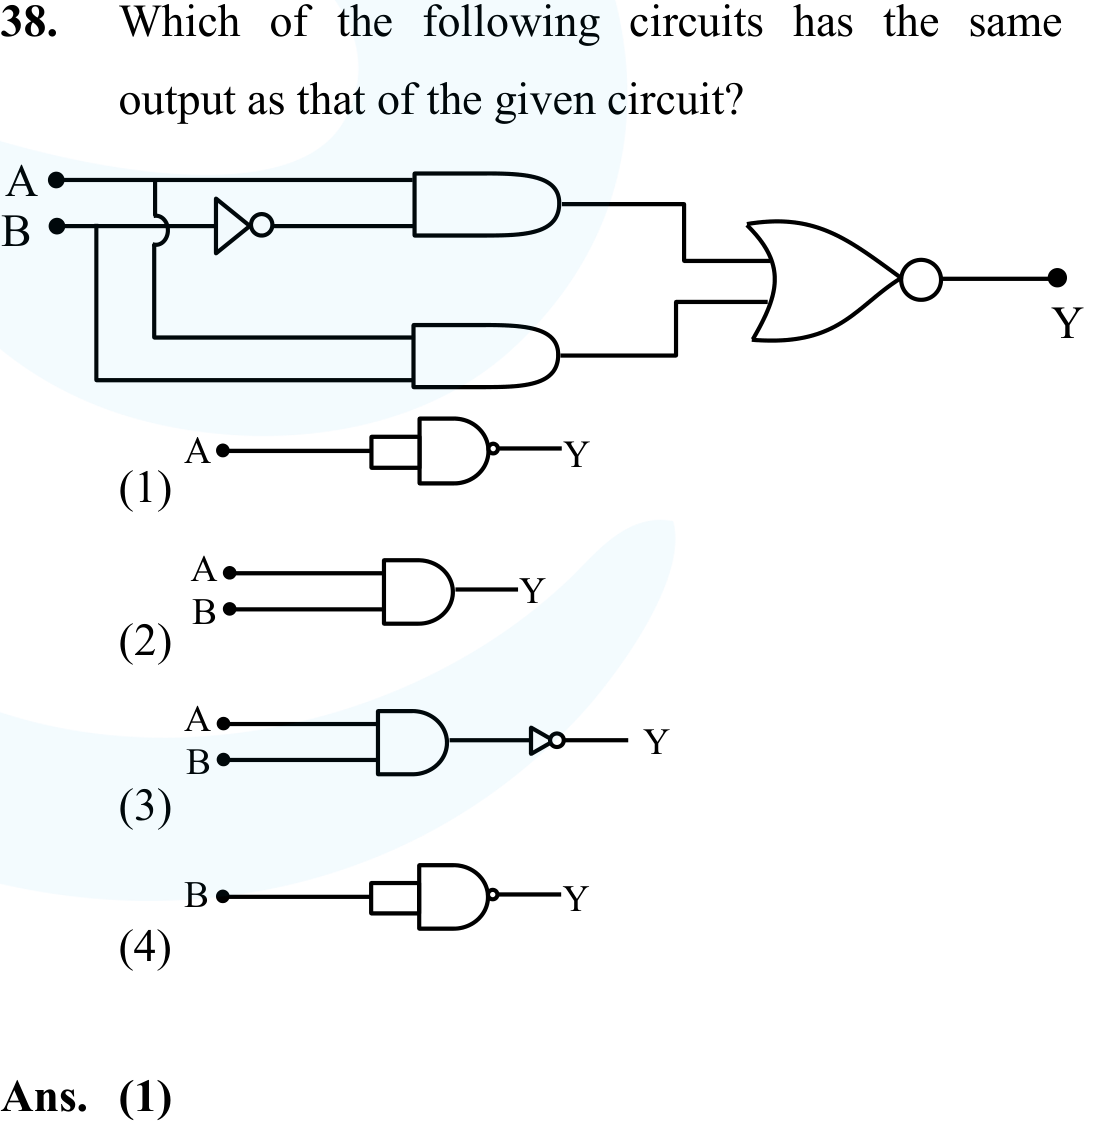 38. Which of the following circuits has the same
output as that of the given circuit?
A
B
Y
A Y
(1)
A
B Y
(2)
A
B Y
(3)
B Y
(4)
Ans. (1)